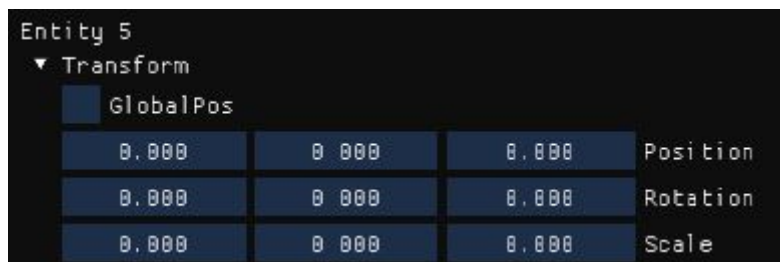 Entity 5
▼ Transform
GlobalPos
0.000 0 000 0.000 Position
0.000 0 000 0.000 Rotation
0.000 0 000 0.000 Scale